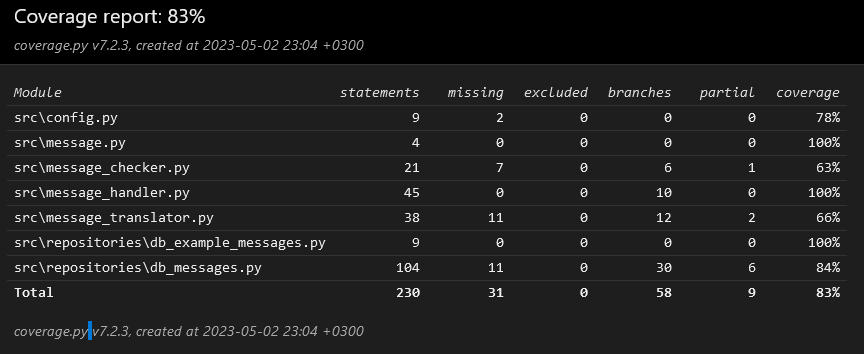 Coverage report: 83%
coverage.py v7.2.3, created at 2023-05-02 23:04 +0300
Module statements missing excluded branches partial coverage
src\config.py 9 2 0 0 0 78%
src\message.py 4 0 0 0 0 100%
src\message_checker.py 21 7 0 6 1 63%
src\message_handler.py 45 0 0 10 0 100%
src\message_translator.py 38 11 0 12 2 66%
src\repositories\db_example_messages.py 9 0 0 0 0 100%
src\repositories\db_messages.py 104 11 0 30 6 84%
Total 230 31 0 58 9 83%
coverage.py v7.2.3, created at 2023-05-02 23:04 +0300